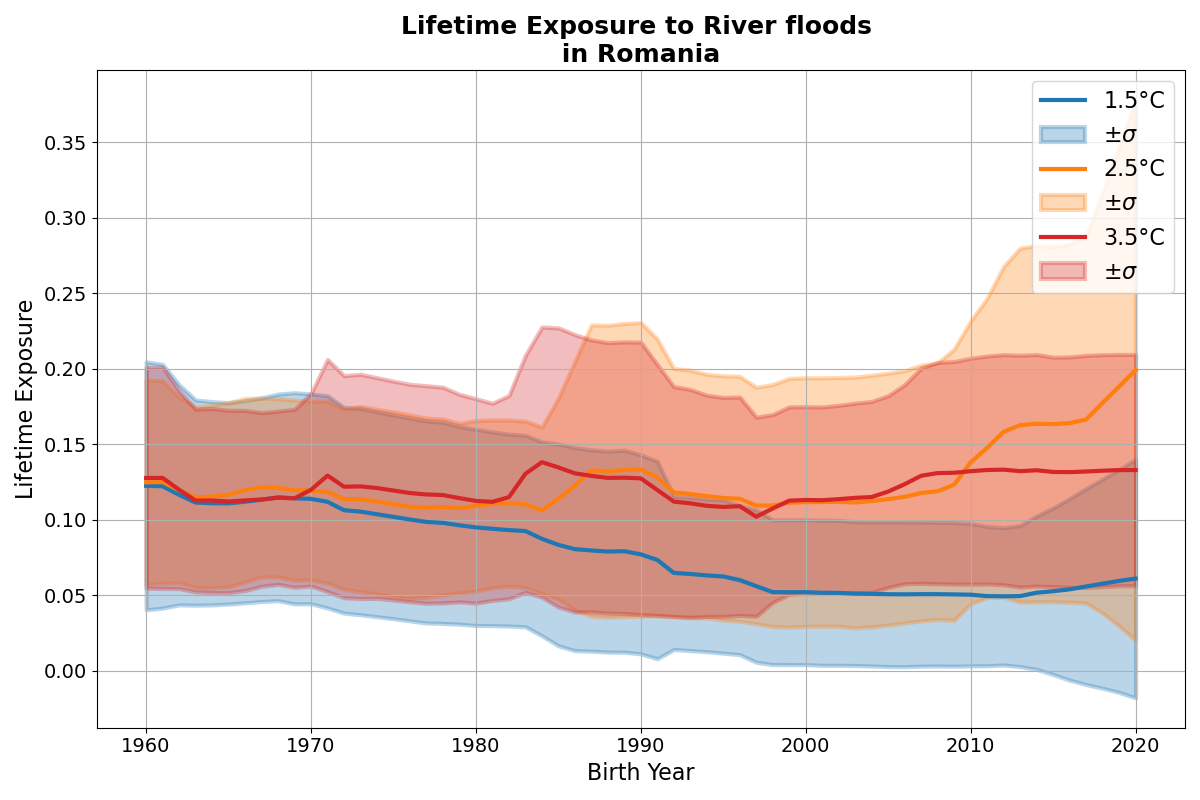 Lifetime Exposure to River floods
in Romania
1.5°C
±σ
2.5°C
±σ
3.5°C
±σ
0.35
0.30
0.25
0.20
0.15
0.10
0.05
0.00
Lifetime Exposure
1960 1970 1980 1990 2000 2010 2020
Birth Year